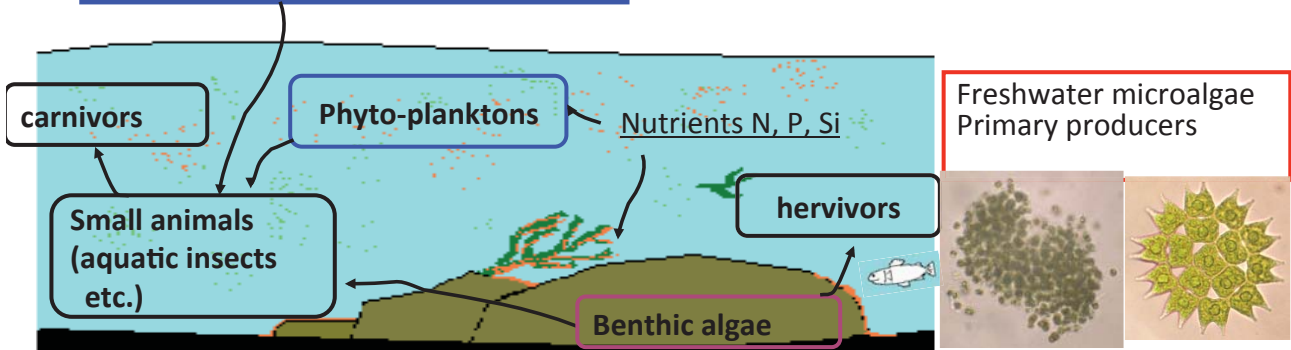 carnivors
Phyto-planktons
Nutrients N, P, Si
Freshwater microalgae
Primary producers
Small animals
(aquatic insects
etc.)
hervivors
Benthic algae